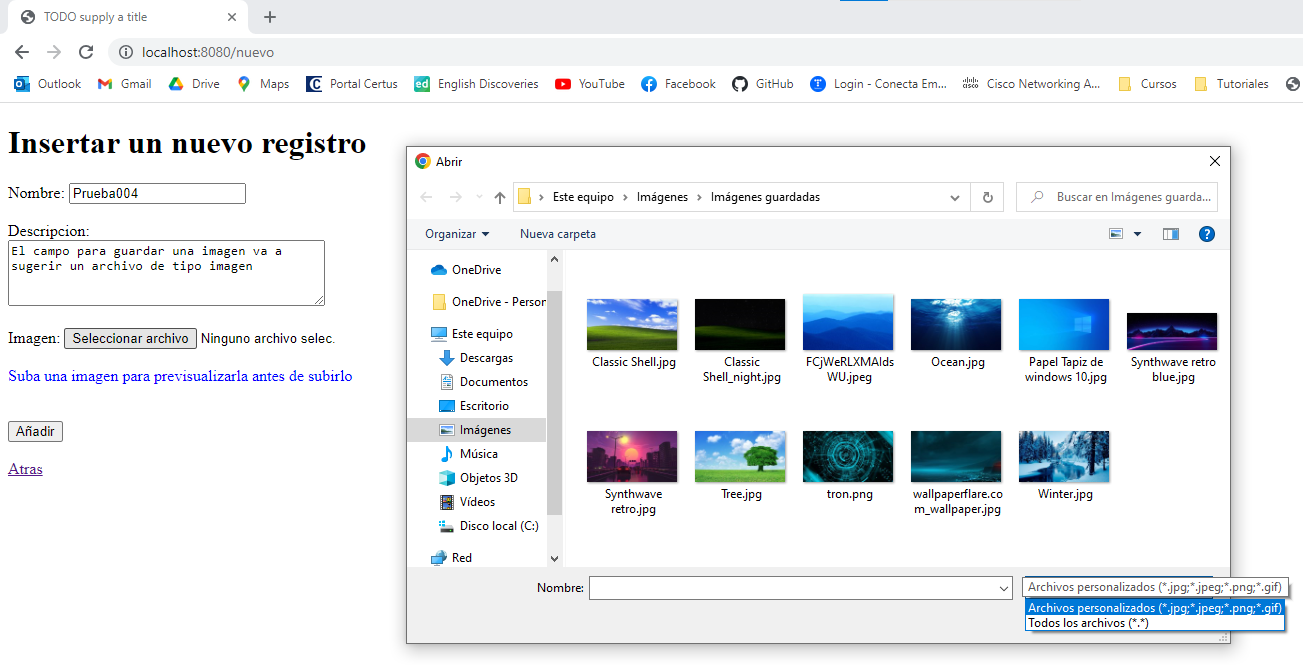 TODO supply a title
localhost:8080/nuevo
Outlook
Gmail
Drive
Maps
Portal Certus
English Discoveries
YouTube
Facebook
GitHub
Login - Conecta Em...
Cisco Networking A...
Cursos
Tutoriales
Insertar un nuevo registro
Nombre: Prueba004
Descripcion:
El campo para guardar una imagen va a
sugerir un archivo de tipo imagen
Imagen: Seleccionar archivo Ninguno archivo selec.
Suba una imagen para previsualizarla antes de subirlo
Añadir
Atras
Abrir
Este equipo > Imágenes > Imágenes guardadas
Buscar en Imágenes guarda...
Organizar
Nueva carpeta
OneDrive
OneDrive - Person
Este equipo
Descargas
Documentos
Escritorio
Imágenes
Música
Objetos 3D
Vídeos
Disco local (C:)
Red
Classic Shell.jpg
Classic
Shell_night.jpg
FCjWeRLXMAIds
WU.jpeg
Ocean.jpg
Papel Tapiz de
windows 10.jpg
Synthwave retro
blue.jpg
Synthwave
retro.jpg
Tree.jpg
tron.png
wallpaperflare.co
m_wallpaper.jpg
Winter.jpg
Nombre:
Archivos personalizados (*.jpg;*.jpeg;*.png;*.gif)
Archivos personalizados (*.jpg;*.jpeg;*.png;*.gif)
Todos los archivos (*.*)